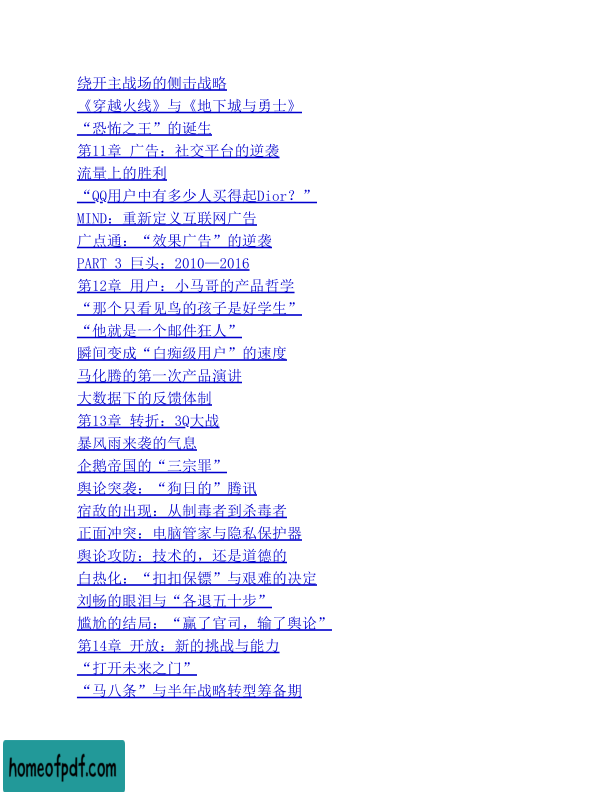 绕开主战场的侧击战略
《穿越火线》与《地下城与勇士》
“恐怖之王”的诞生
第11章 广告：社交平台的逆袭
流量上的胜利
“QQ用户中有多少人买得起Dior？”
MIND：重新定义互联网广告
广点通：“效果广告”的逆袭
PART 3 巨头：2010—2016
第12章 用户：小马哥的产品哲学
“那个只看见鸟的孩子是好学生”
“他就是一个邮件狂人”
瞬间变成“白痴级用户”的速度
马化腾的第一次产品演讲
大数据下的反馈体制
第13章 转折：3Q大战
暴风雨来袭的气息
企鹅帝国的“三宗罪”
舆论突袭：“狗日的”腾讯
宿敌的出现：从制毒者到杀毒者
正面冲突：电脑管家与隐私保护器
舆论攻防：技术的，还是道德的
白热化：“扣扣保镖”与艰难的决定
刘畅的眼泪与“各退五十步”
尴尬的结局：“赢了官司，输了舆论”
第14章 开放：新的挑战与能力
“打开未来之门”
“马八条”与半年战略转型筹备期
homeofpdf.com